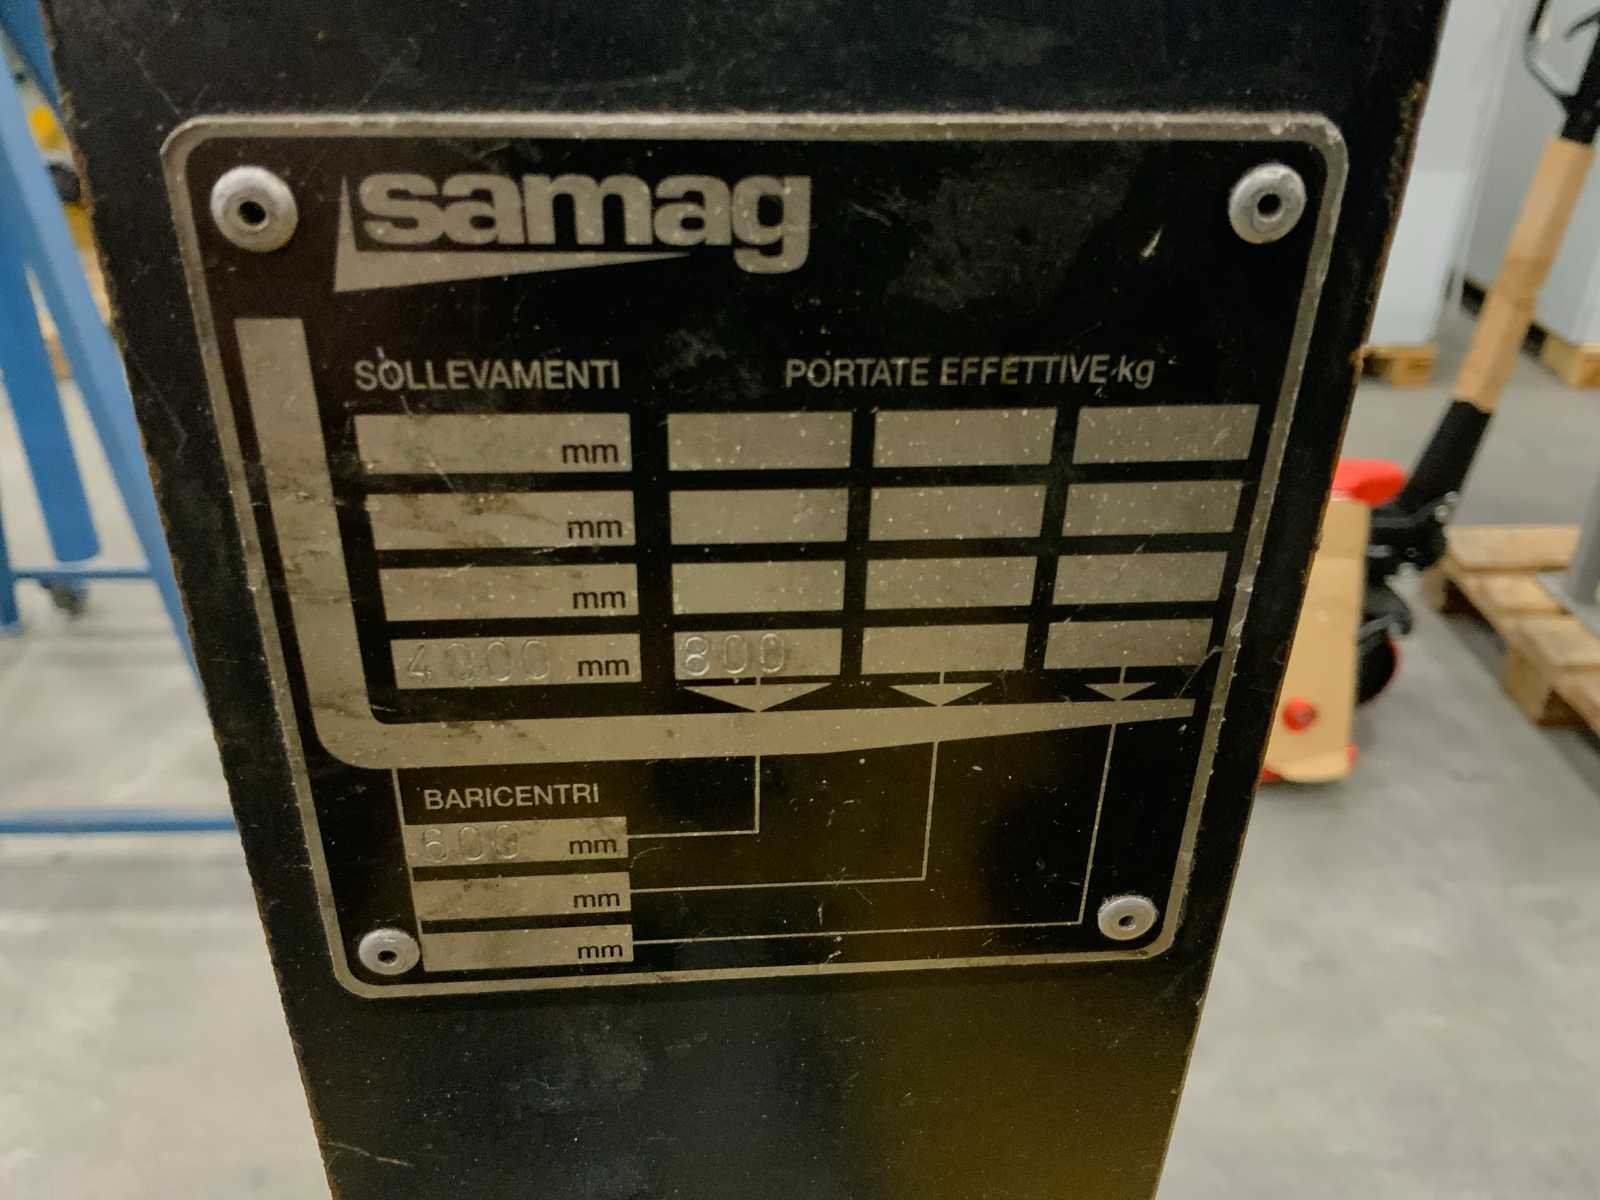 samag
SOLLEVAMENTI PORTATE EFFETTIVE kg
mm
mm
mm
4000 mm 800
BARICENTRI
600 mm
mm
mm